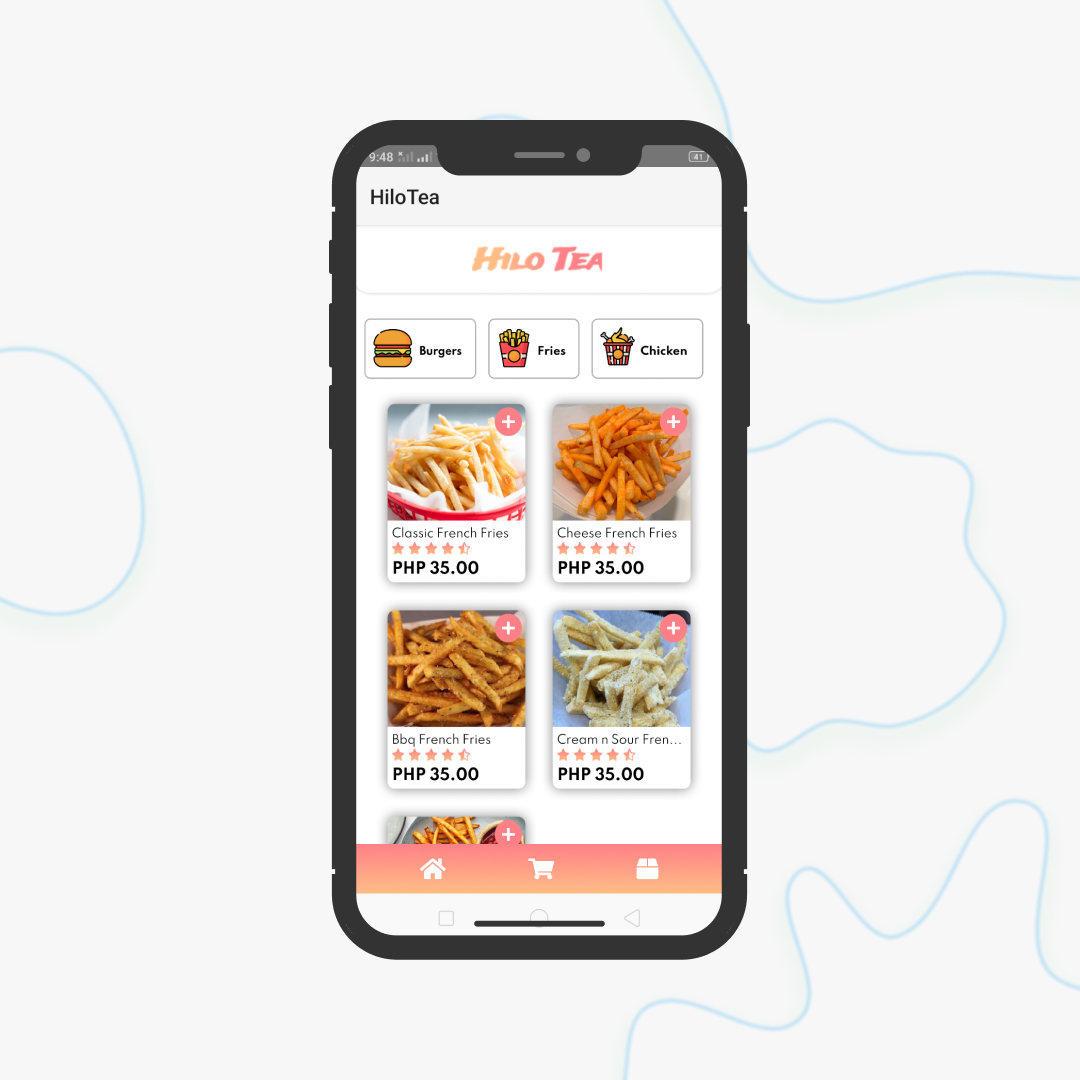 9:48
41
HiloTea
HILO TEA
Burgers
Fries
Chicken
Classic French Fries
PHP 35.00
Cheese French Fries
PHP 35.00
Bbq French Fries
PHP 35.00
Cream n Sour Fren...
PHP 35.00